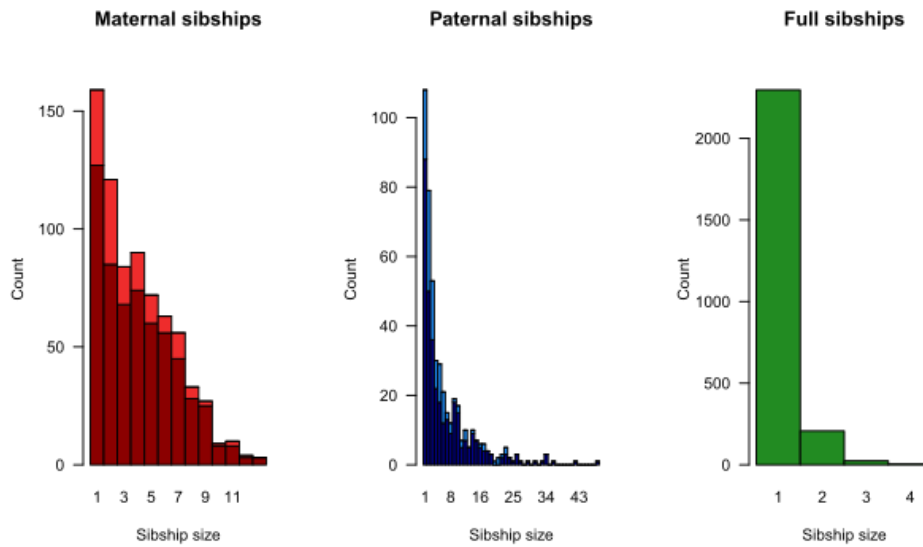 Maternal sibships
Count
150
100
50
0
1 3 5 7 9 11
Sibship size
Paternal sibships
Count
100
80
60
40
20
0
1 8 16 25 34 43
Sibship size
Full sibships
Count
2000
1500
1000
500
0
1 2 3 4
Sibship size